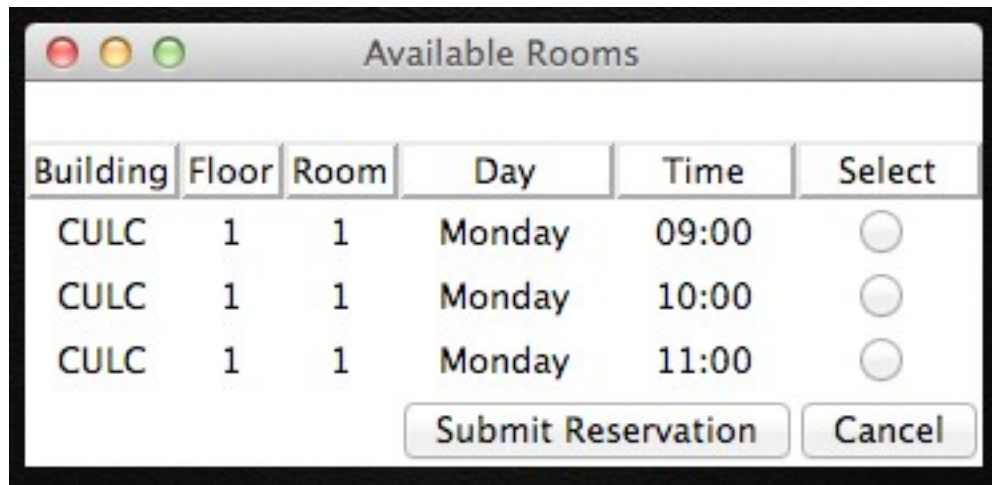 Available Rooms
Building Floor Room Day Time Select
CULC 1 1 Monday 09:00
CULC 1 1 Monday 10:00
CULC 1 1 Monday 11:00
Submit Reservation Cancel